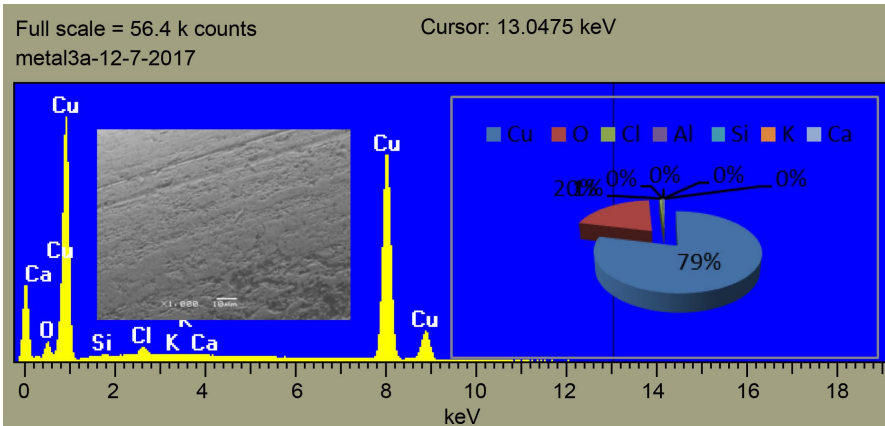 Full scale = 56.4 k counts
Cursor: 13.0475 keV
metal3a-12-7-2017
Cu
Cu
Cu
Ca
O
Si
Cl
K
K
Ca
Cu
Cu
×1,000 10μm
Cu O Cl Al Si K Ca
0% 0% 0% 0%
79%
0 2 4 6 8 10 12 14 16 18
keV